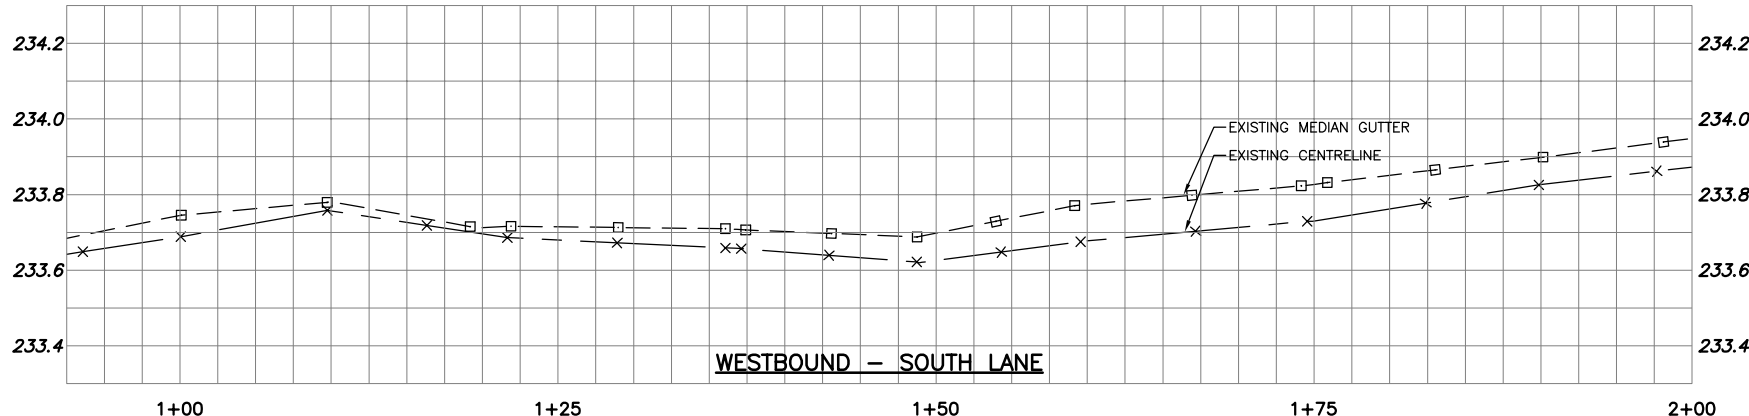 234.2 234.2
234.0 234.0
EXISTING MEDIAN GUTTER
EXISTING CENTRELINE
233.8 233.8
233.6 233.6
233.4 233.4
WESTBOUND – SOUTH LANE
1+00 1+25 1+50 1+75 2+00